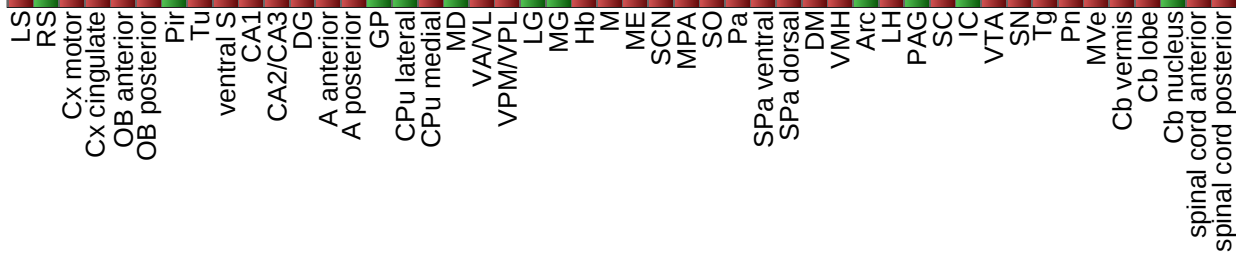 LS
RS
Cx motor
Cx cingulate
OB anterior
OB posterior
Pir
Tu
ventral S
CA1
CA2/CA3
DG
A anterior
A posterior
GP
CPu lateral
CPu medial
MD
VA/VL
VPM/VPL
LG
MG
Hb
M
ME
SCN
MPA
SO
Pa
SPa ventral
SPa dorsal
DM
VMH
Arc
LH
PAG
SC
IC
VTA
SN
Tg
Pn
MVe
Cb vermis
Cb lobe
Cb nucleus
spinal cord anterior
spinal cord posterior